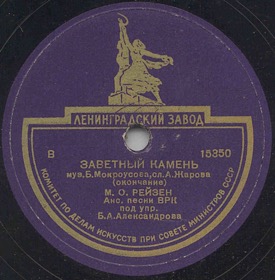 ЛЕНИНГРАДСКИЙ ЗАВОД
В 15350
ЗАВЕТНЫЙ КАМЕНЬ
муз.Б.Мокроусова,сл.А.Жарова
(окончание)
М. О. РЕЙЗЕН
Анс. песни ВРК
под упр.
Б.А.Александрова
КОМИТЕТ ПО ДЕЛАМ ИСКУССТВ ПРИ СОВЕТЕ МИНИСТРОВ СССР